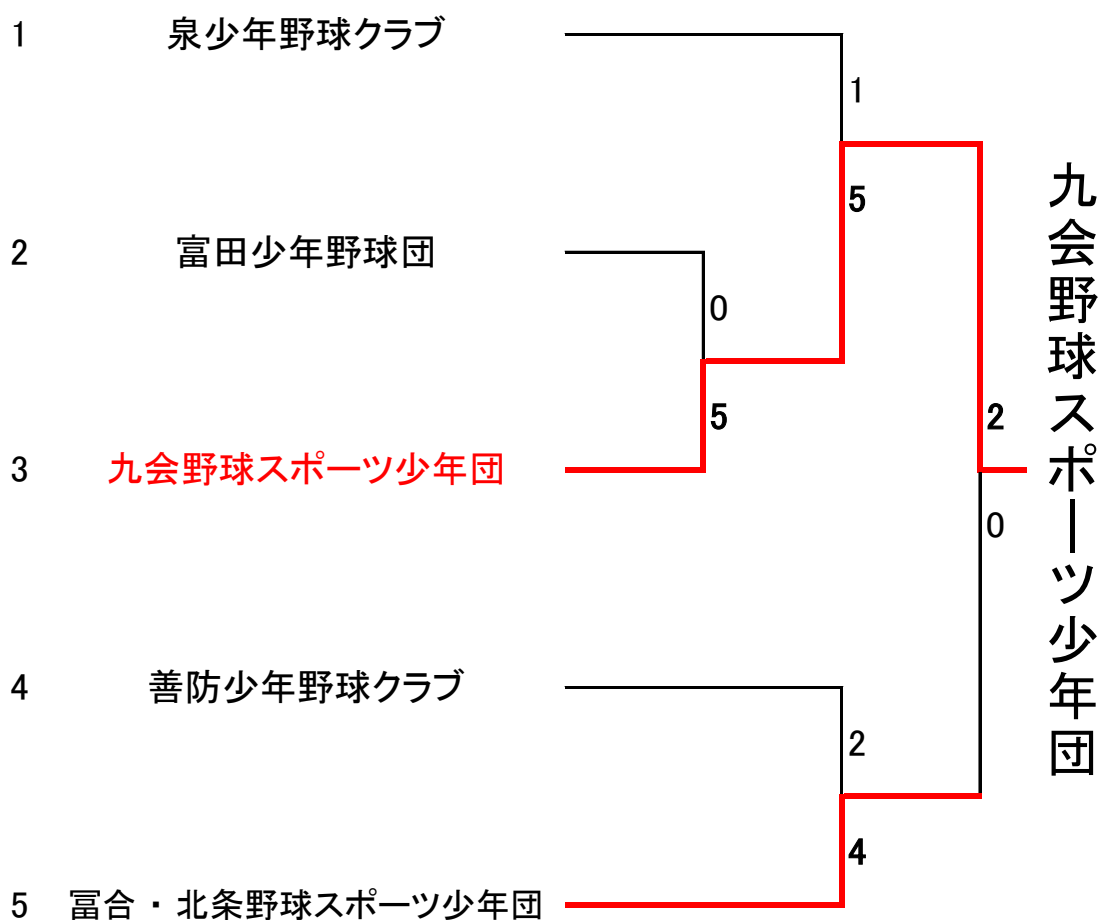 1 泉少年野球クラブ
1
5
2 富田少年野球団
0
5
3 九会野球スポーツ少年団
2
0
4 善防少年野球クラブ
2
4
5 冨合・北条野球スポーツ少年団
九会野球スポーツ少年団